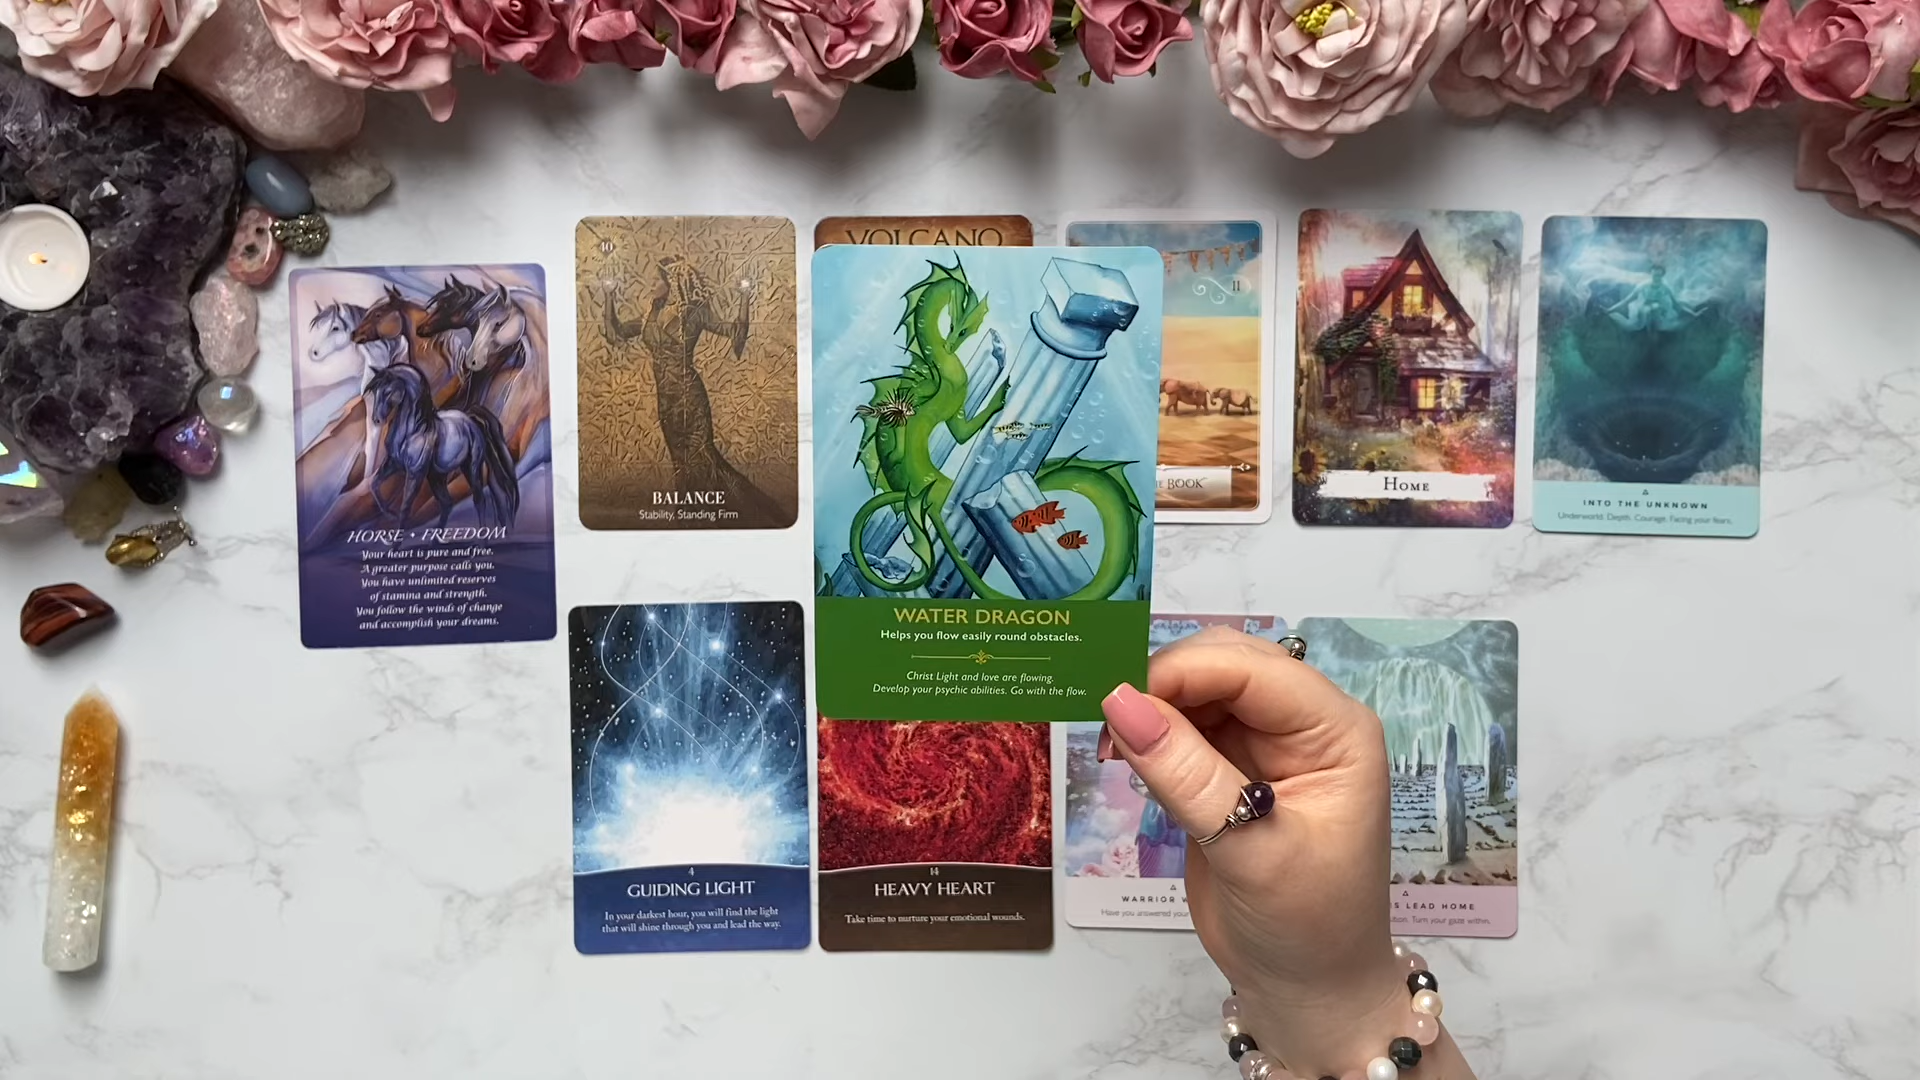 HORSE • FREEDOM
Your heart is pure and free.
A greater purpose calls you.
You have unlimited reserves
of stamina and strength.
You follow the winds of change
and accomplish your dreams.
40
BALANCE
Stability, Standing Firm
VOLCANO
WATER DRAGON
Helps you flow easily round obstacles.
Christ Light and love are flowing.
Develop your psychic abilities. Go with the flow.
11
BOOK
HOME
INTO THE UNKNOWN
Underworld. Depth. Courage. Facing your fears.
4
GUIDING LIGHT
In your darkest hour, you will find the light
that will shine through you and lead the way.
14
HEAVY HEART
Take time to nurture your emotional wounds.
WARRIOR
Have you answered your
LEAD HOME
Turn your gaze within.